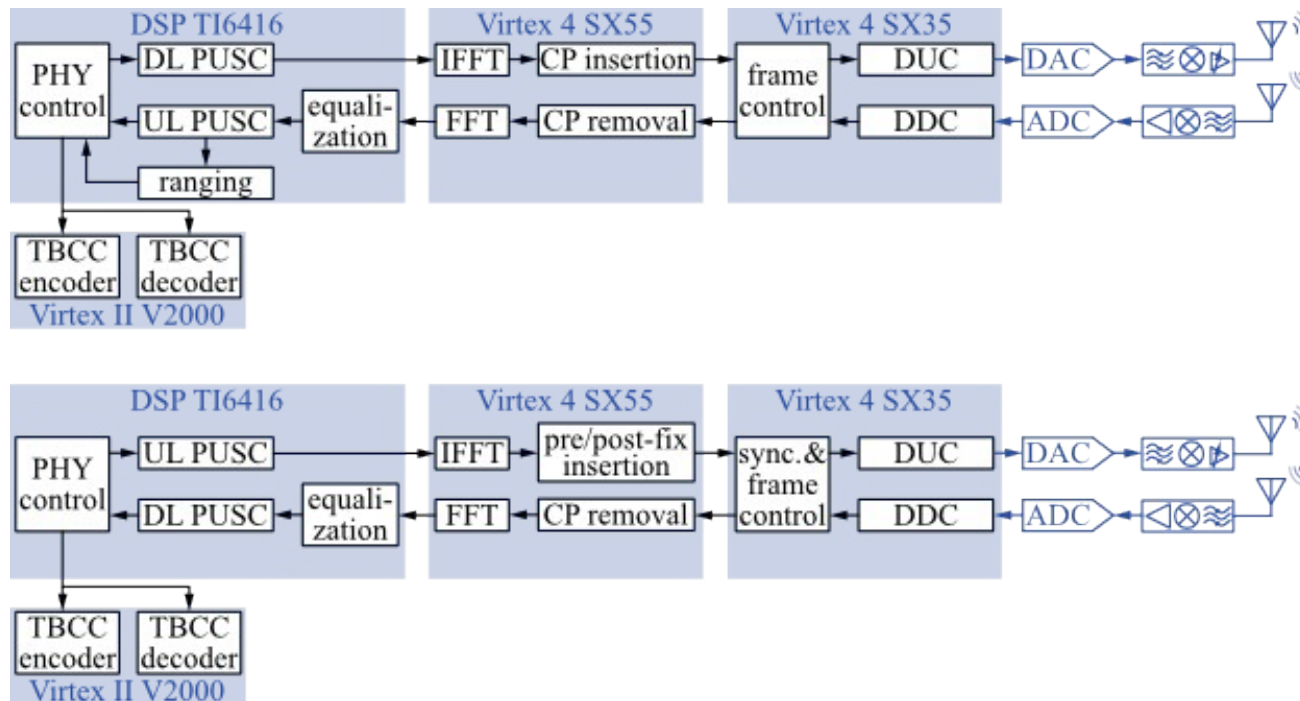 DSP TI6416
Virtex 4 SX55
Virtex 4 SX35
PHY
control
DL PUSC
IFFT
CP insertion
frame
control
DUC
DAC
UL PUSC
equali-
zation
FFT
CP removal
DDC
ADC
ranging
TBCC
encoder
TBCC
decoder
Virtex II V2000
DSP TI6416
Virtex 4 SX55
Virtex 4 SX35
PHY
control
UL PUSC
IFFT
pre/post-fix
insertion
sync.&
frame
control
DUC
DAC
DL PUSC
equali-
zation
FFT
CP removal
DDC
ADC
TBCC
encoder
TBCC
decoder
Virtex II V2000